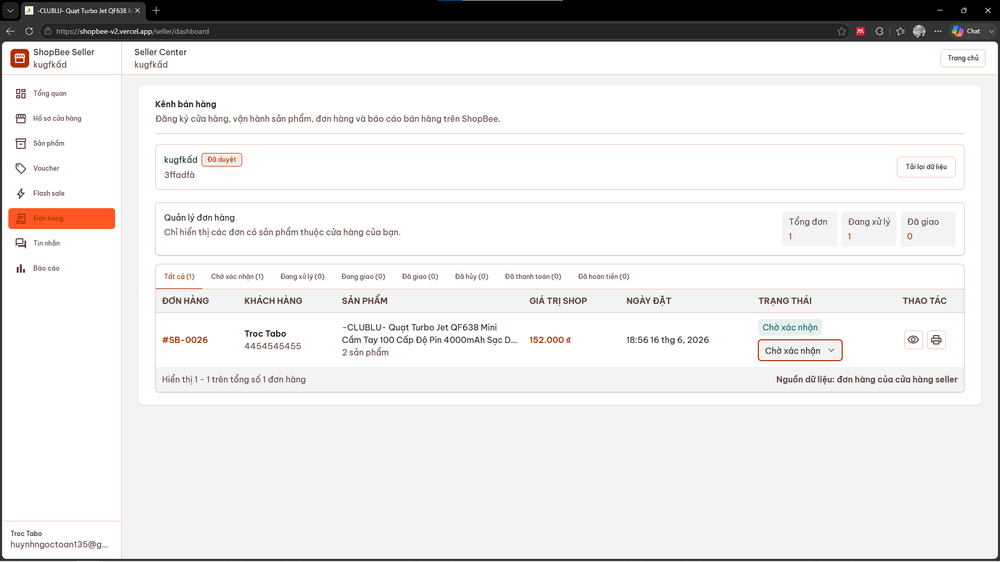 -CLUBLU- Quạt Turbo Jet QF638 M
https://shopbee-v2.vercel.app/seller/dashboard
Chat
ShopBee Seller
kugfkấd
Seller Center
kugfkấd
Trang chủ
Tổng quan
Hồ sơ cửa hàng
Sản phẩm
Voucher
Flash sale
Đơn hàng
Tin nhắn
Báo cáo
Kênh bán hàng
Đăng ký cửa hàng, vận hành sản phẩm, đơn hàng và báo cáo bán hàng trên ShopBee.
kugfkấd Đã duyệt
3ffadfà
Tải lại dữ liệu
Quản lý đơn hàng
Chỉ hiển thị các đơn có sản phẩm thuộc cửa hàng của bạn.
Tổng đơn
1
Đang xử lý
1
Đã giao
0
Tất cả (1) Chờ xác nhận (1) Đang xử lý (0) Đang giao (0) Đã giao (0) Đã hủy (0) Đã thanh toán (0) Đã hoàn tiền (0)
ĐƠN HÀNG KHÁCH HÀNG SẢN PHẨM GIÁ TRỊ SHOP NGÀY ĐẶT TRẠNG THÁI THAO TÁC
#SB-0026
Troc Tabo
4454545455
-CLUBLU- Quạt Turbo Jet QF638 Mini
Cầm Tay 100 Cấp Độ Pin 4000mAh Sạc D...
2 sản phẩm
152.000 ₫
18:56 16 thg 6, 2026
Chờ xác nhận
Chờ xác nhận
Hiển thị 1 - 1 trên tổng số 1 đơn hàng
Nguồn dữ liệu: đơn hàng của cửa hàng seller
Troc Tabo
huynhngoctoan135@g...